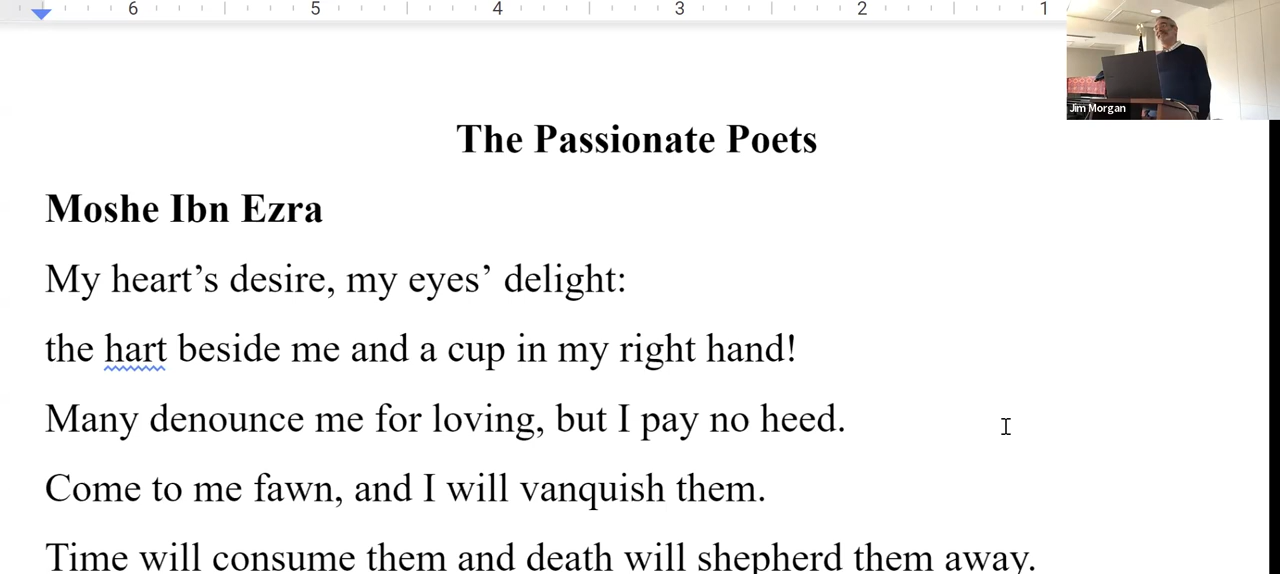 6 5 4 3 2 1
Jim Morgan
The Passionate Poets
Moshe Ibn Ezra
My heart’s desire, my eyes’ delight:
the hart beside me and a cup in my right hand!
Many denounce me for loving, but I pay no heed.
Come to me fawn, and I will vanquish them.
Time will consume them and death will shepherd them away.